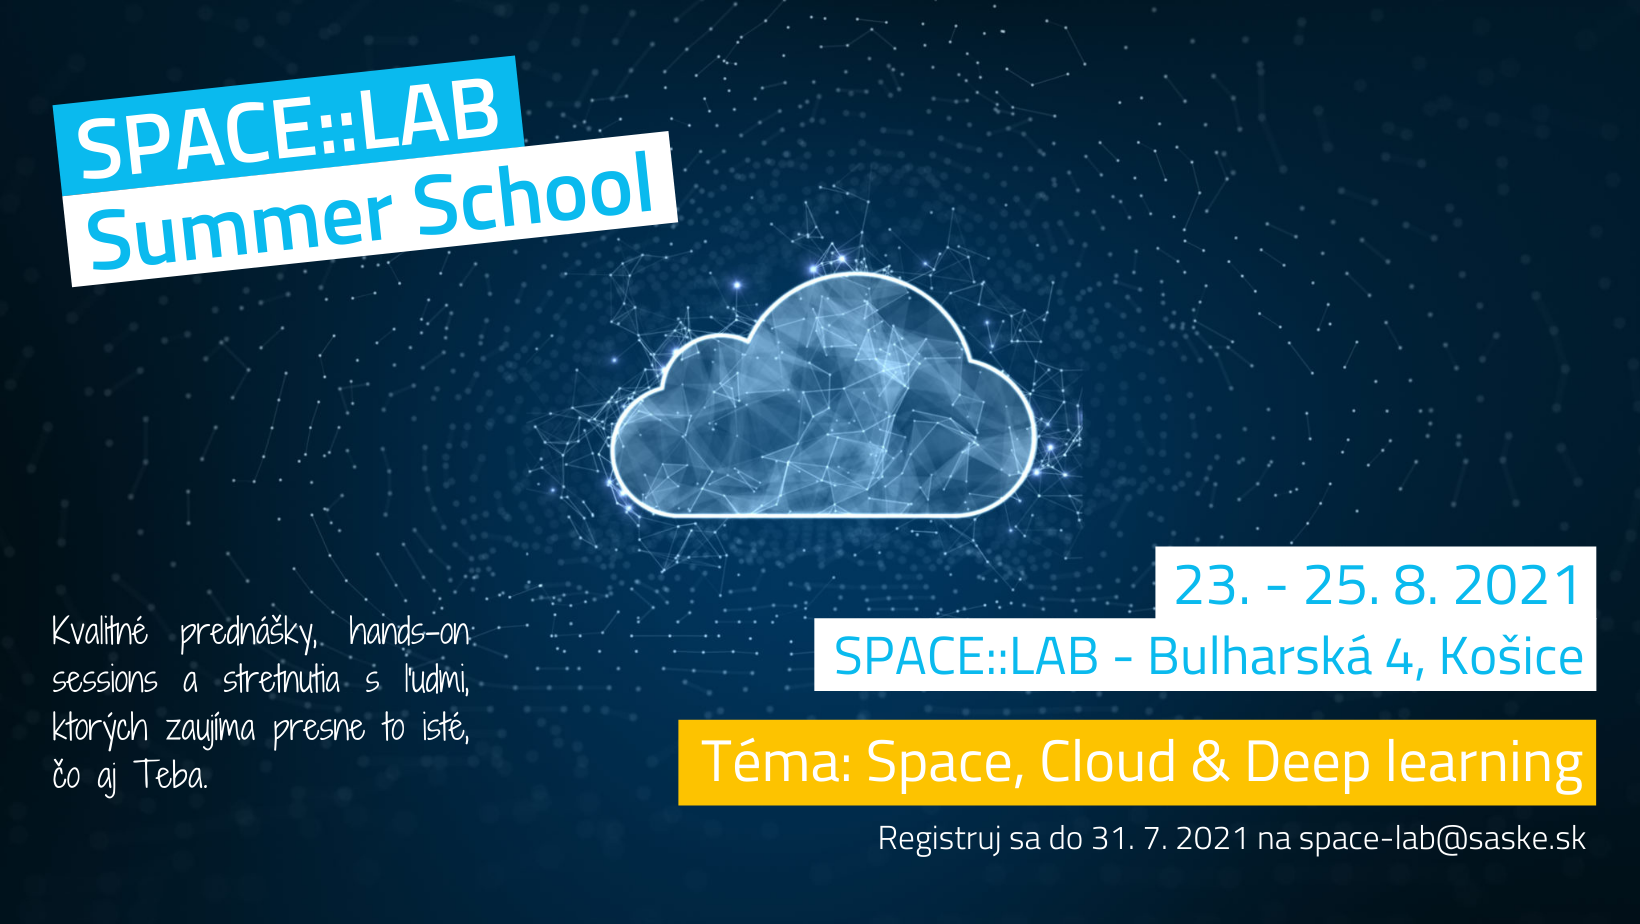 SPACE::LAB
Summer School
Kvalitné prednášky, hands-on
sessions a stretnutia s ľudmi,
ktorých zaujíma presne to isté,
čo aj Teba.
23. - 25. 8. 2021
SPACE::LAB - Bulharská 4, Košice
Téma: Space, Cloud & Deep learning
Registruj sa do 31. 7. 2021 na space-lab@saske.sk